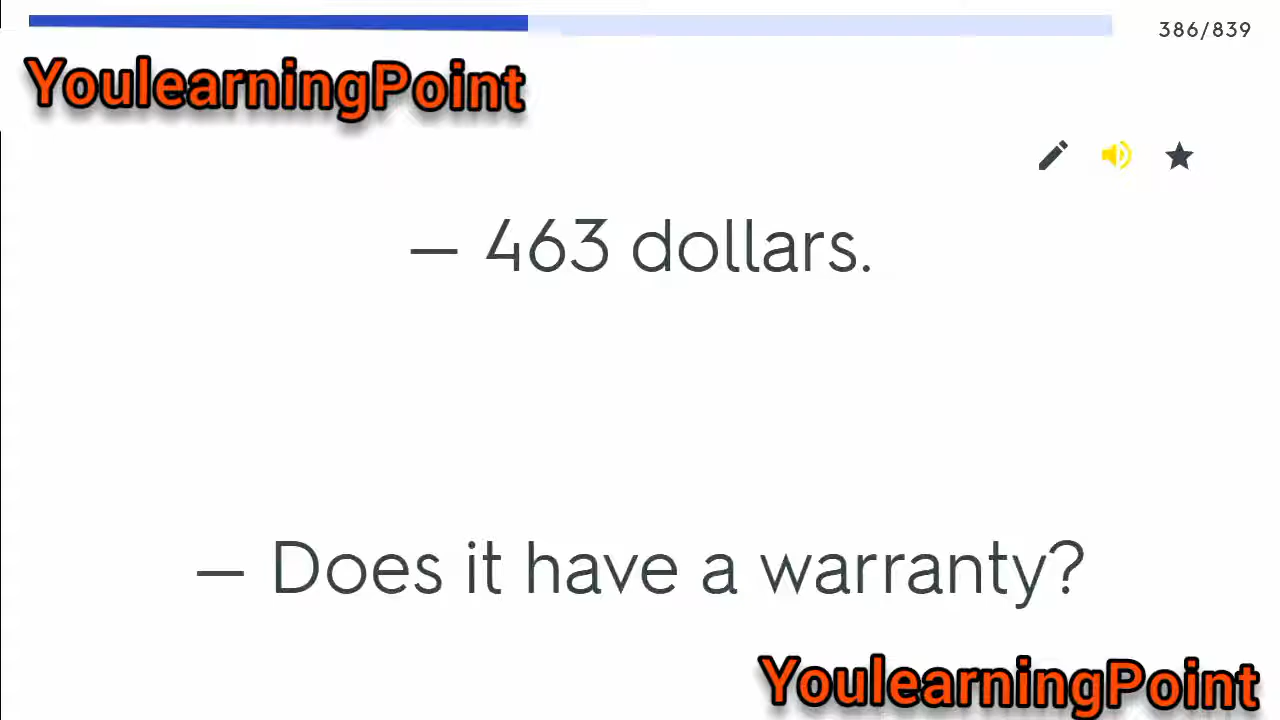 386/839
YoulearningPoint
– 463 dollars.
– Does it have a warranty?
YoulearningPoint